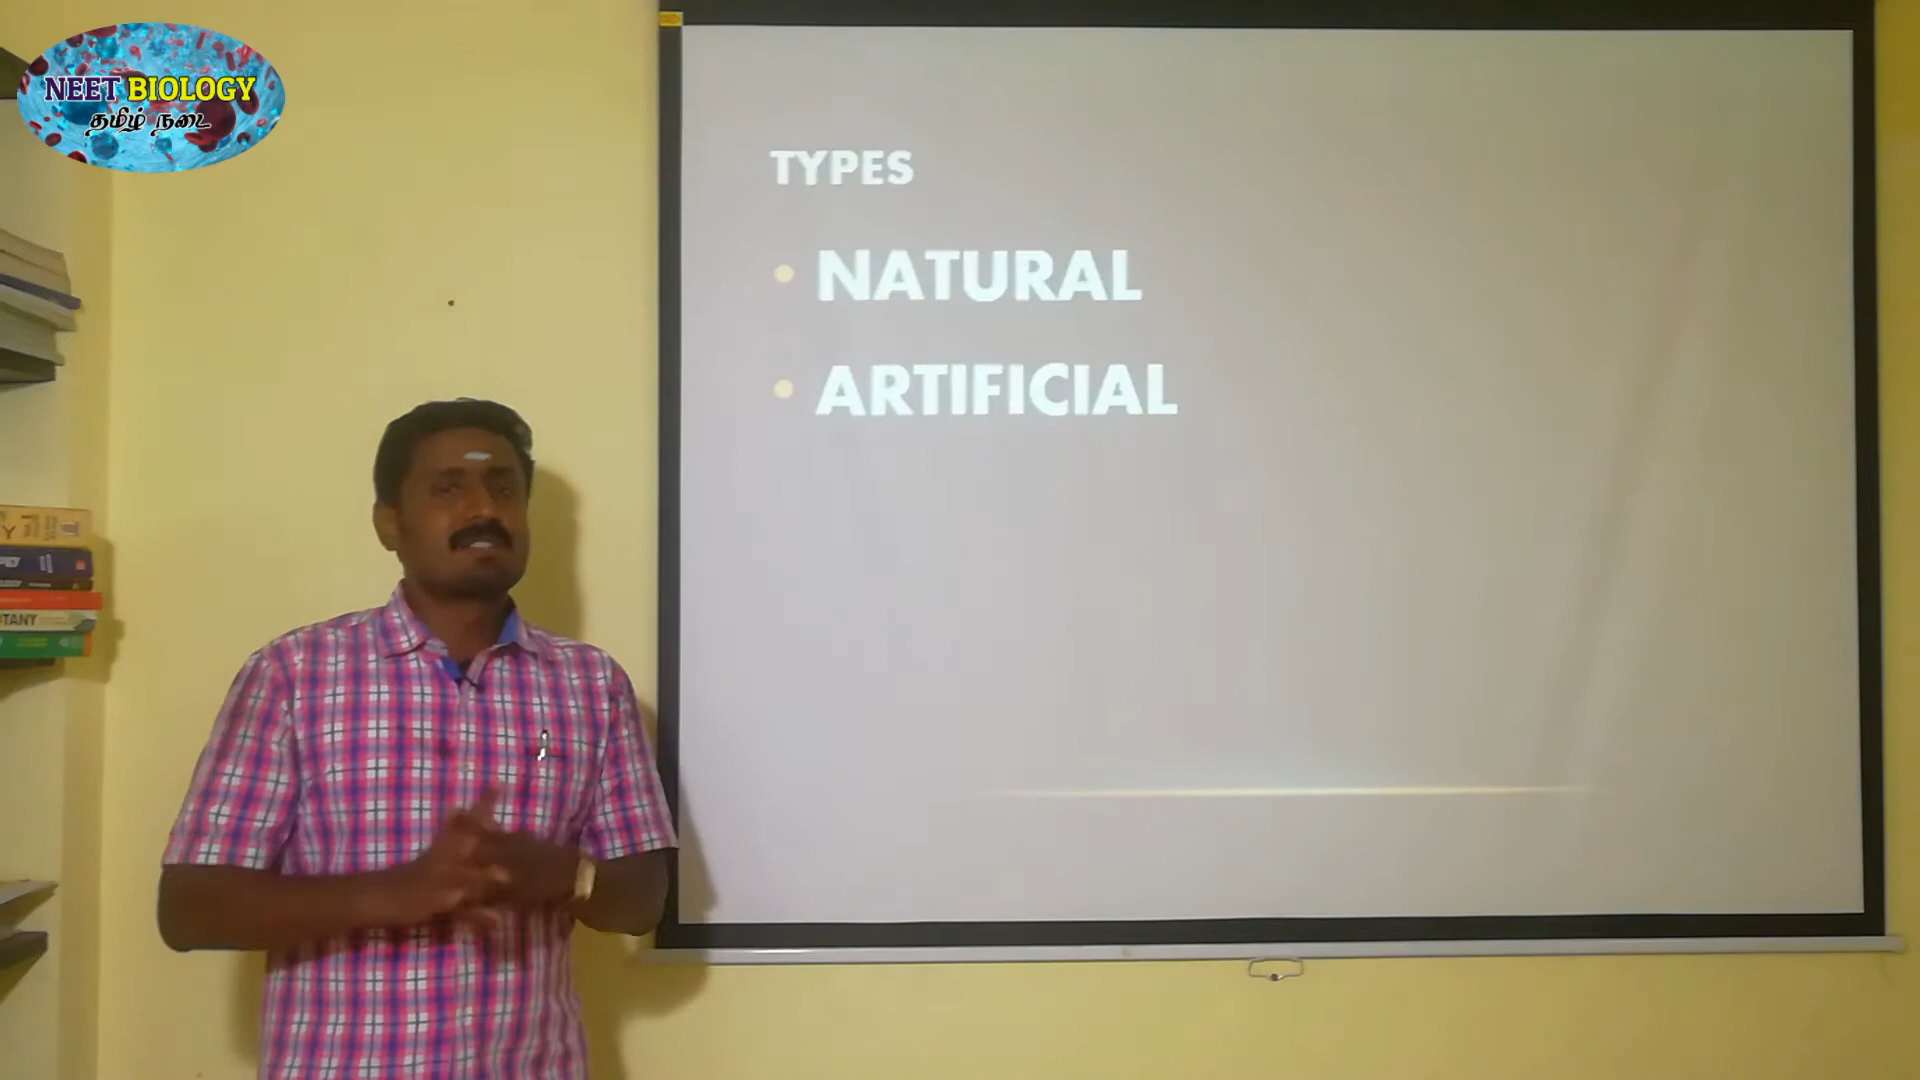 NEET BIOLOGY
தமிழ் நடை
TYPES
• NATURAL
• ARTIFICIAL